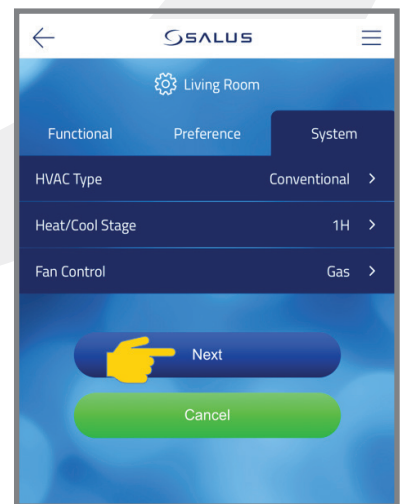 SALUS
Living Room
Functional Preference System
HVAC Type Conventional >
Heat/Cool Stage 1H >
Fan Control Gas >
Next
Cancel